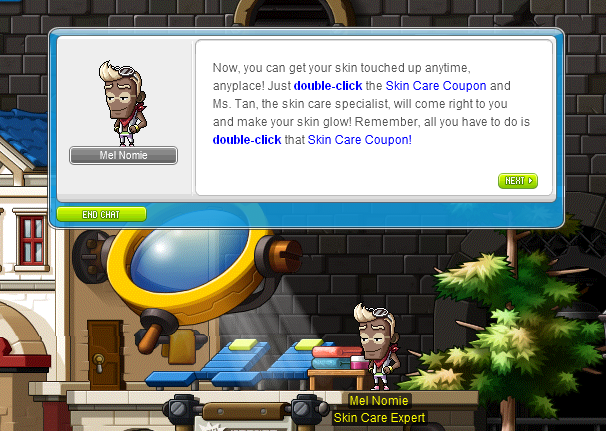 Now, you can get your skin touched up anytime,
anyplace! Just double-click the Skin Care Coupon and
Ms. Tan, the skin care specialist, will come right to you
and make your skin glow! Remember, all you have to do is
double-click that Skin Care Coupon!
Mel Nomie
NEXT
END CHAT
Mel Nomie
Skin Care Expert